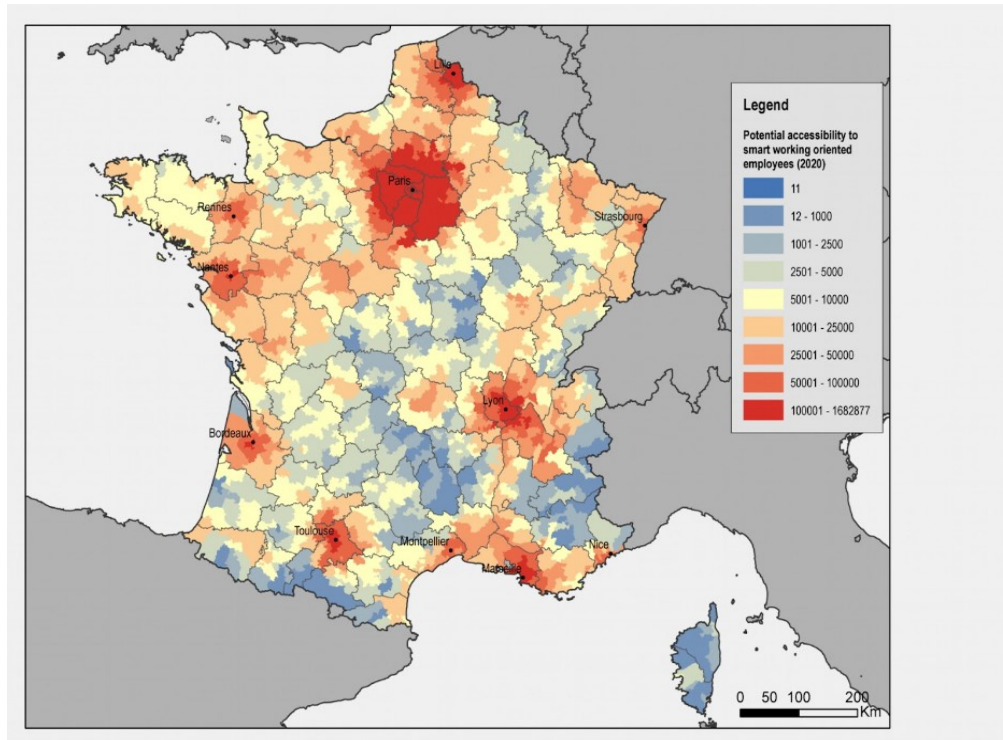 Lille
Paris
Rennes
Strasbourg
Nantes
Lyon
Bordeaux
Toulouse
Montpellier
Nice
Marseille
Legend
Potential accessibility to
smart working oriented
employees (2020)
11
12 - 1000
1001 - 2500
2501 - 5000
5001 - 10000
10001 - 25000
25001 - 50000
50001 - 100000
100001 - 1682877
0 50 100 200
Km